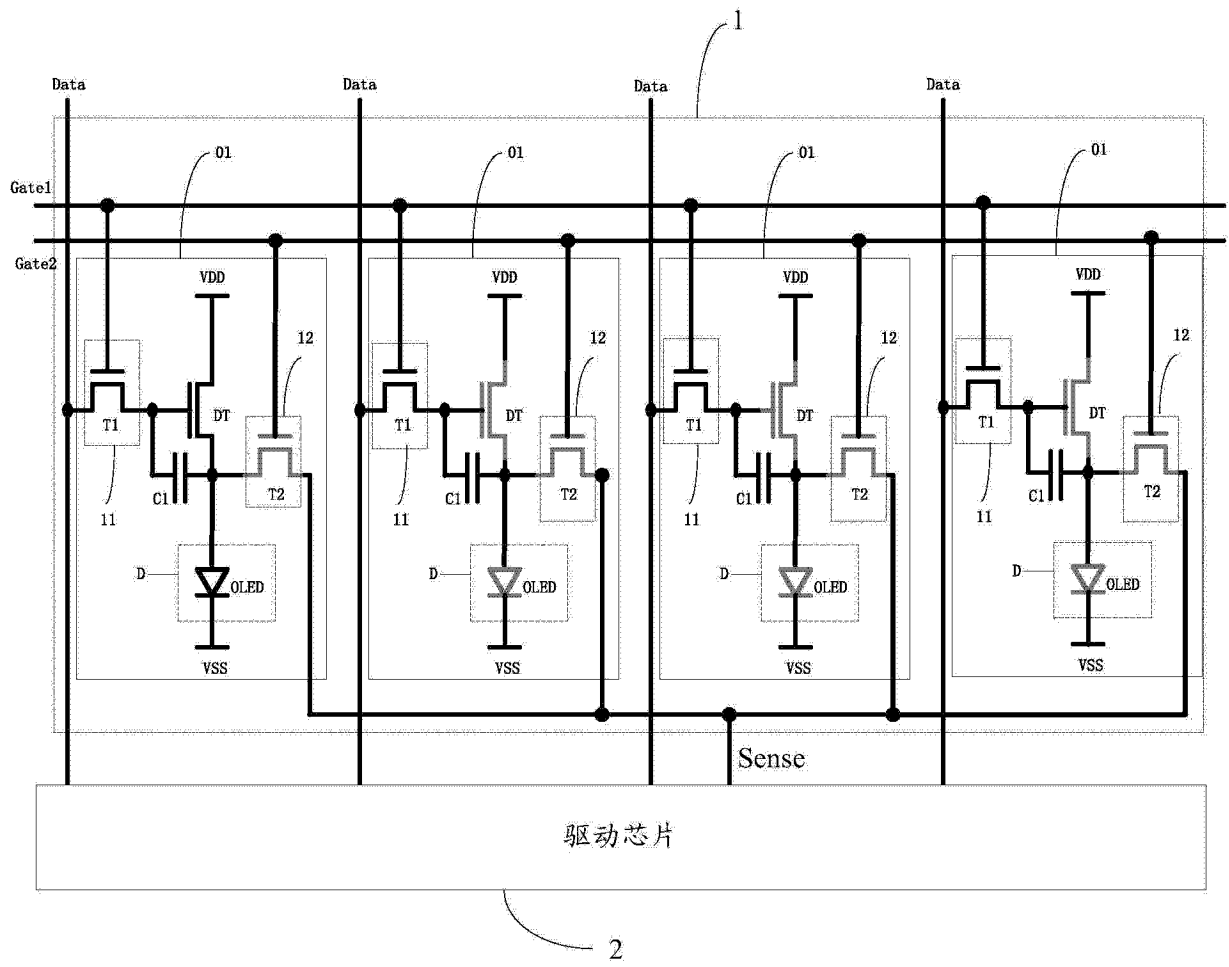 1
Data Data Data Data
01 01 01 01
Gate1
Gate2
VDD VDD VDD VDD
12 12 12 12
DT DT DT DT
T1 T1 T1 T1
C1 C1 C1 C1
T2 T2 T2 T2
11 11 11 11
D D D D
OLED OLED OLED OLED
VSS VSS VSS VSS
Sense
驱动芯片
2